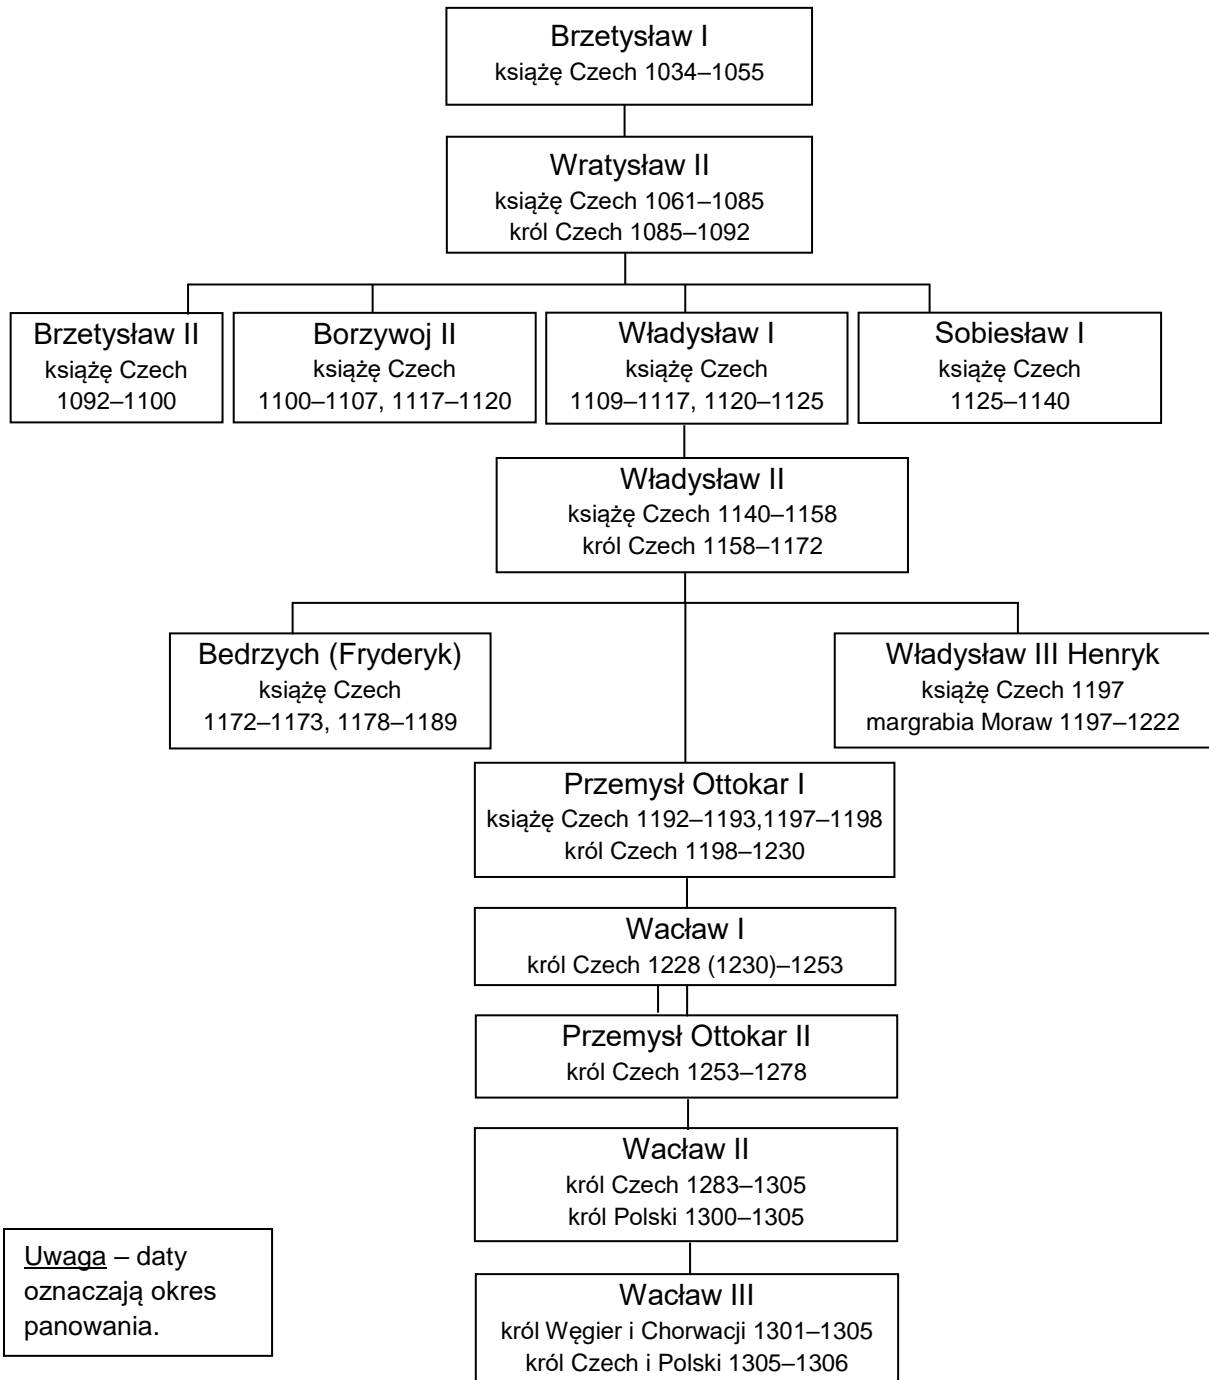 Brzetysław I
książę Czech 1034–1055
Wratysław II
książę Czech 1061–1085
król Czech 1085–1092
Brzetysław II
książę Czech
1092–1100
Borzywoj II
książę Czech
1100–1107, 1117–1120
Władysław I
książę Czech
1109–1117, 1120–1125
Sobiesław I
książę Czech
1125–1140
Władysław II
książę Czech 1140–1158
król Czech 1158–1172
Bedrzych (Fryderyk)
książę Czech
1172–1173, 1178–1189
Władysław III Henryk
książę Czech 1197
margrabia Moraw 1197–1222
Przemysł Ottokar I
książę Czech 1192–1193,1197–1198
król Czech 1198–1230
Wacław I
król Czech 1228 (1230)–1253
Przemysł Ottokar II
król Czech 1253–1278
Wacław II
król Czech 1283–1305
król Polski 1300–1305
Uwaga – daty
oznaczają okres
panowania.
Wacław III
król Węgier i Chorwacji 1301–1305
król Czech i Polski 1305–1306